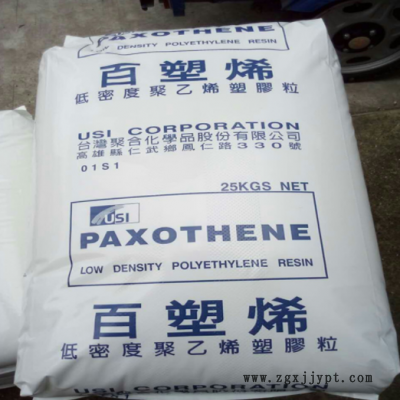 PAXOTHENE
LOW DENSITY POLYETHYLENE RESIN
百塑烯
低密度聚乙烯塑膠粒
USI CORPORATION
台灣聚合化學品股份有限公司
高雄縣仁武鄉鳳仁路330號
01S1
25KGS NET
USI
PAXOTHENE
LOW DENSITY POLYETHYLENE RESIN
百塑烯
低密度聚乙烯塑膠粒
USI CORPORATION
www.zgxjjypt.com